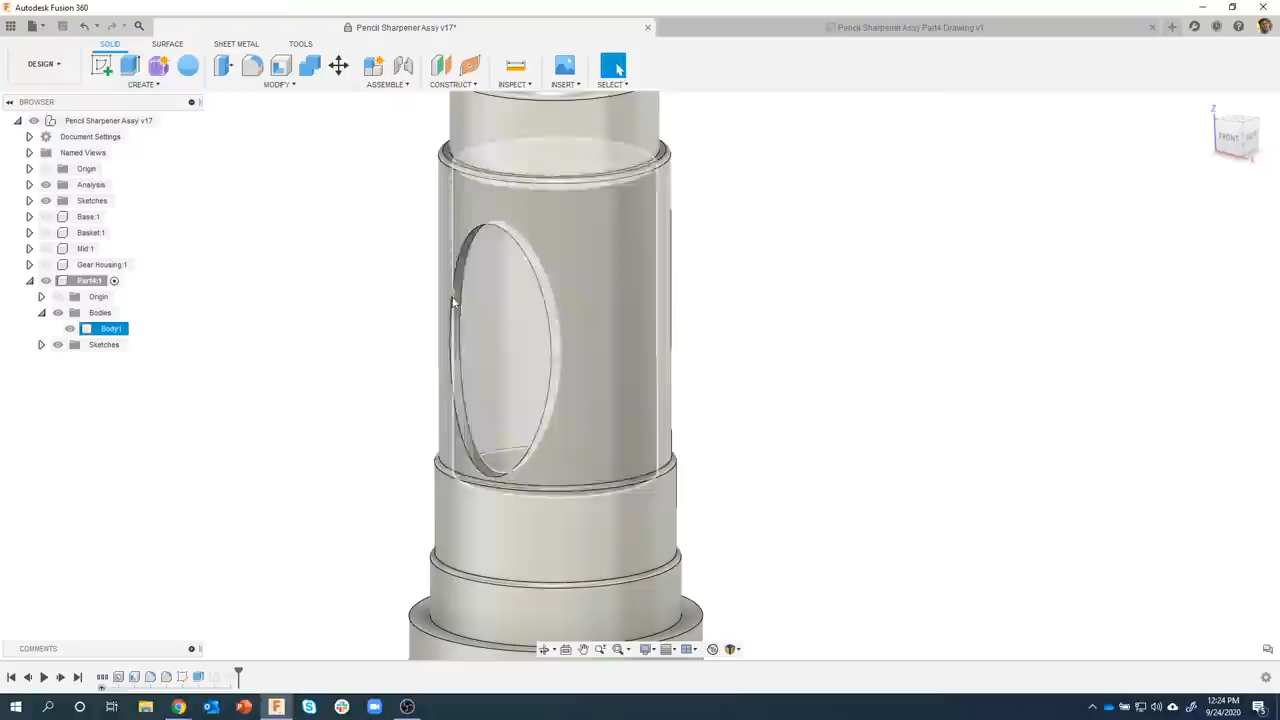 Autodesk Fusion 360
Pencil Sharpener Assy v17*
Pencil Sharpener Assy Part4 Drawing v1
SOLID
SURFACE
SHEET METAL
TOOLS
DESIGN
CREATE
MODIFY
ASSEMBLE
CONSTRUCT
INSPECT
INSERT
SELECT
BROWSER
Pencil Sharpener Assy v17
Document Settings
Named Views
Origin
Analysis
Sketches
Base:1
Basket:1
Mid:1
Gear Housing:1
Part4:1
Origin
Bodies
Body1
Sketches
Z
FRONT
X
COMMENTS
12:24 PM
9/24/2020